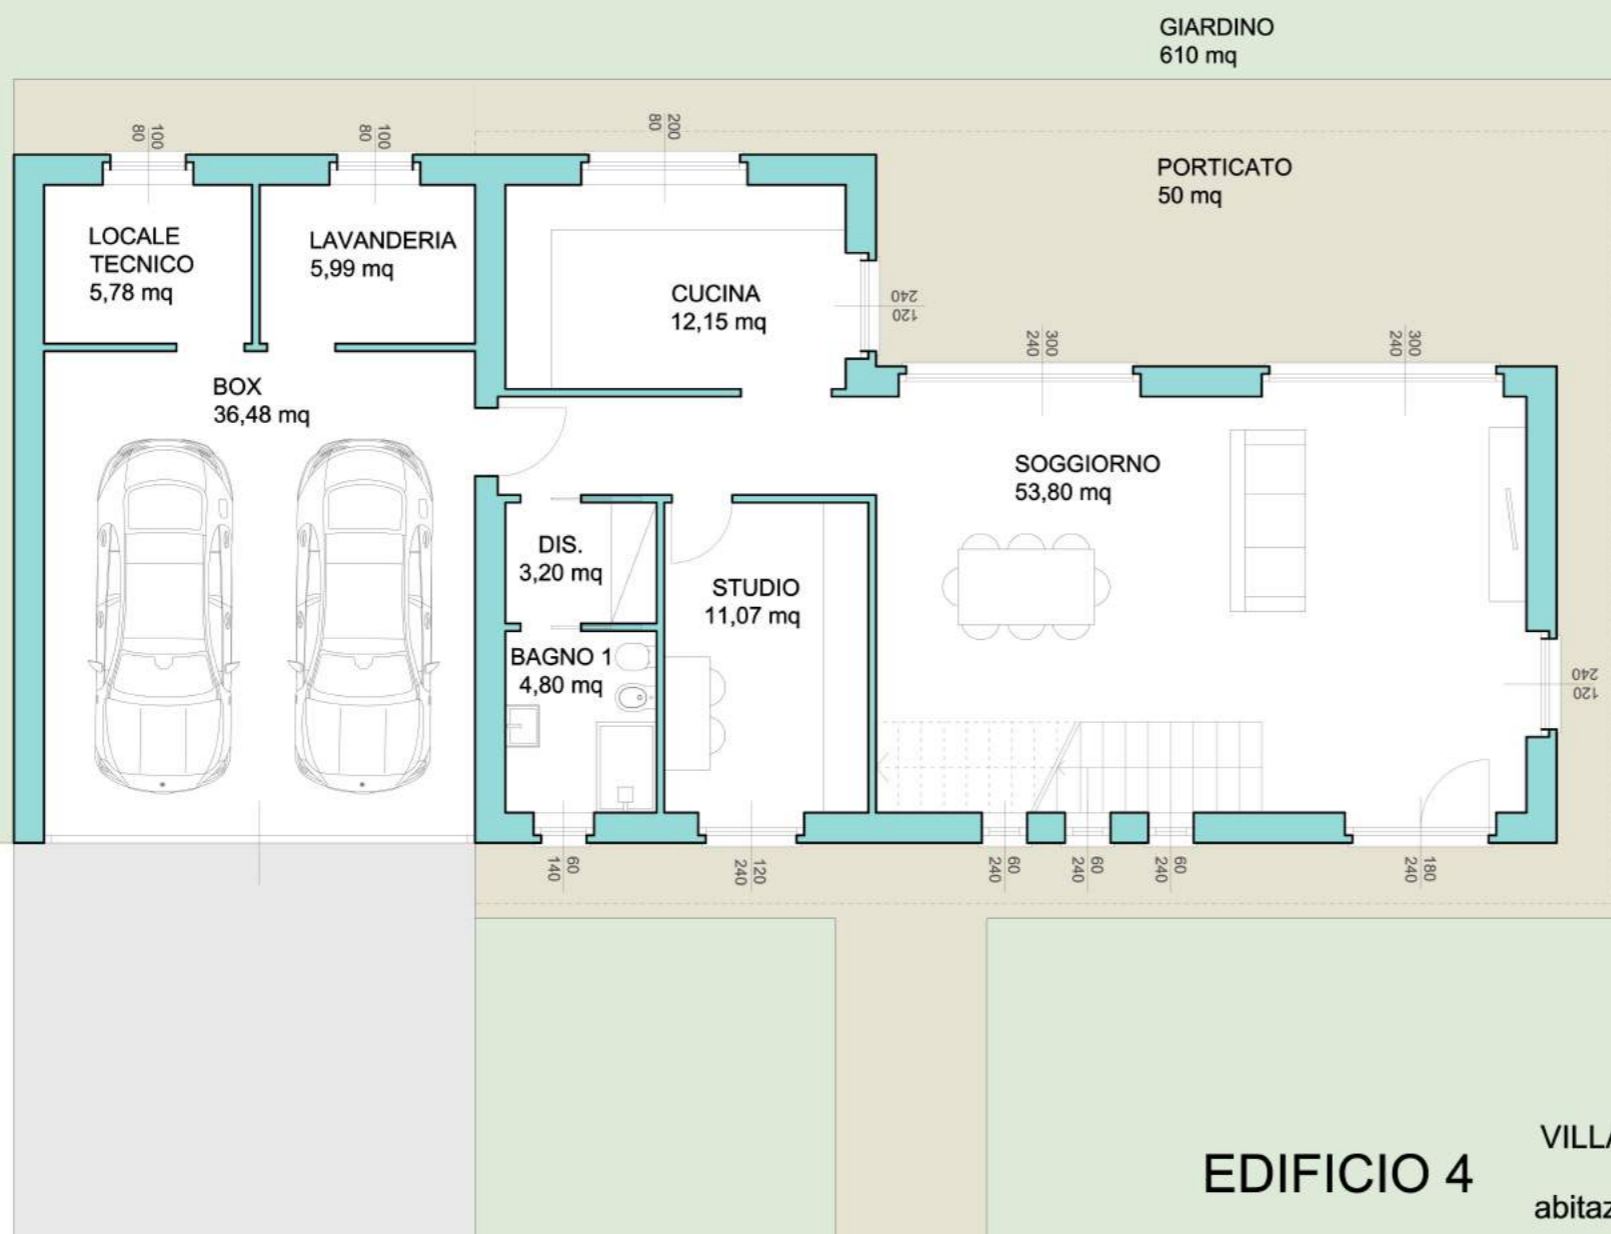 GIARDINO
610 mq
100
80
100
80
200
80
PORTICATO
50 mq
LOCALE
TECNICO
5,78 mq
LAVANDERIA
5,99 mq
CUCINA
12,15 mq
240
120
300
240
300
240
BOX
36,48 mq
SOGGIORNO
53,80 mq
DIS.
3,20 mq
STUDIO
11,07 mq
BAGNO 1
4,80 mq
240
120
60
140
120
240
60
240
60
240
60
240
180
240
VILLA
EDIFICIO 4
abitaz